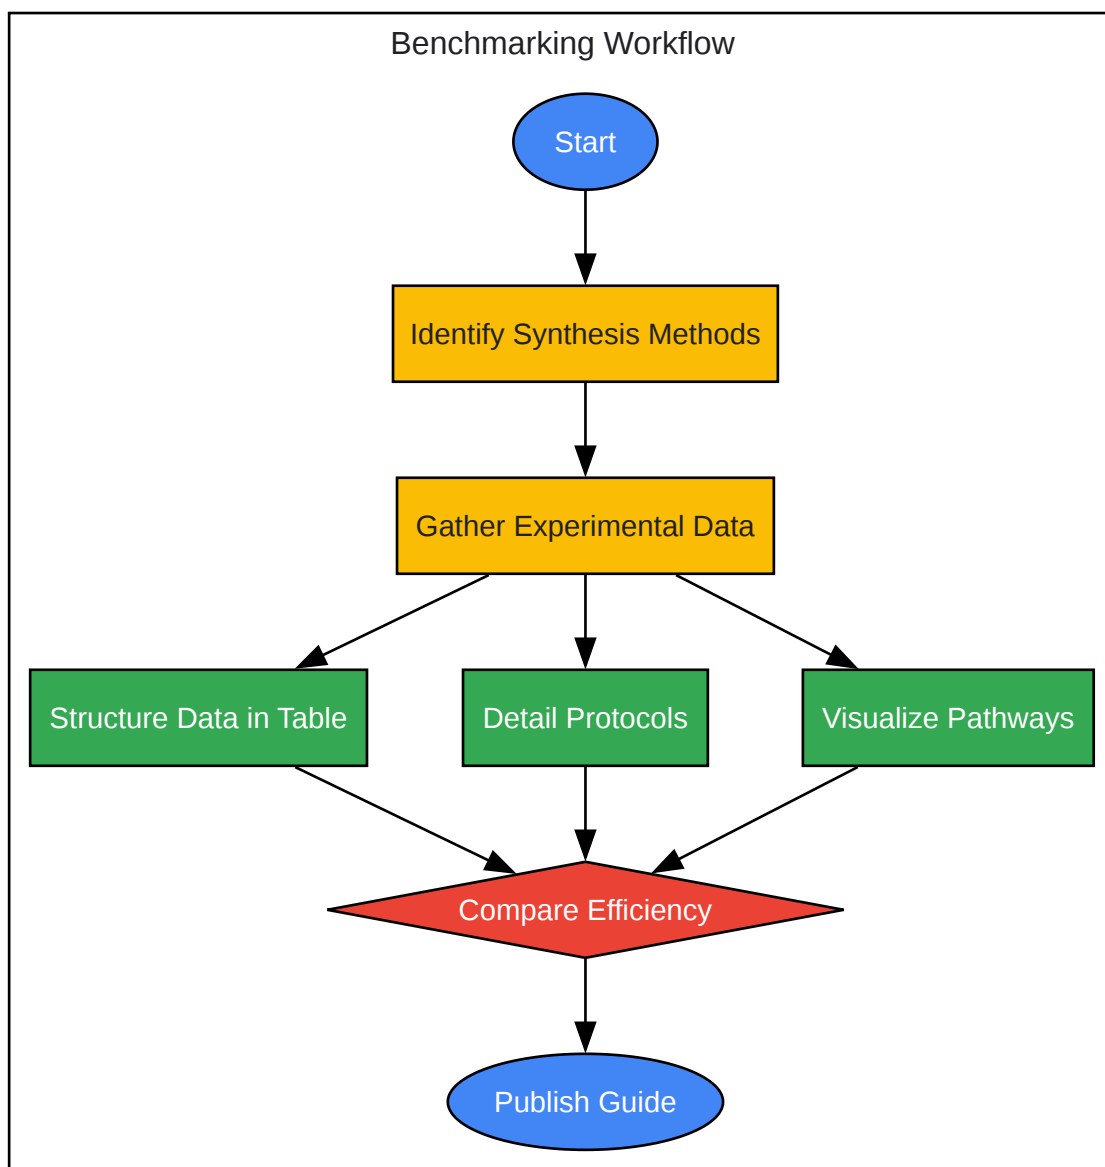 Benchmarking Workflow
Start
Identify Synthesis Methods
Gather Experimental Data
Structure Data in Table
Detail Protocols
Visualize Pathways
Compare Efficiency
Publish Guide